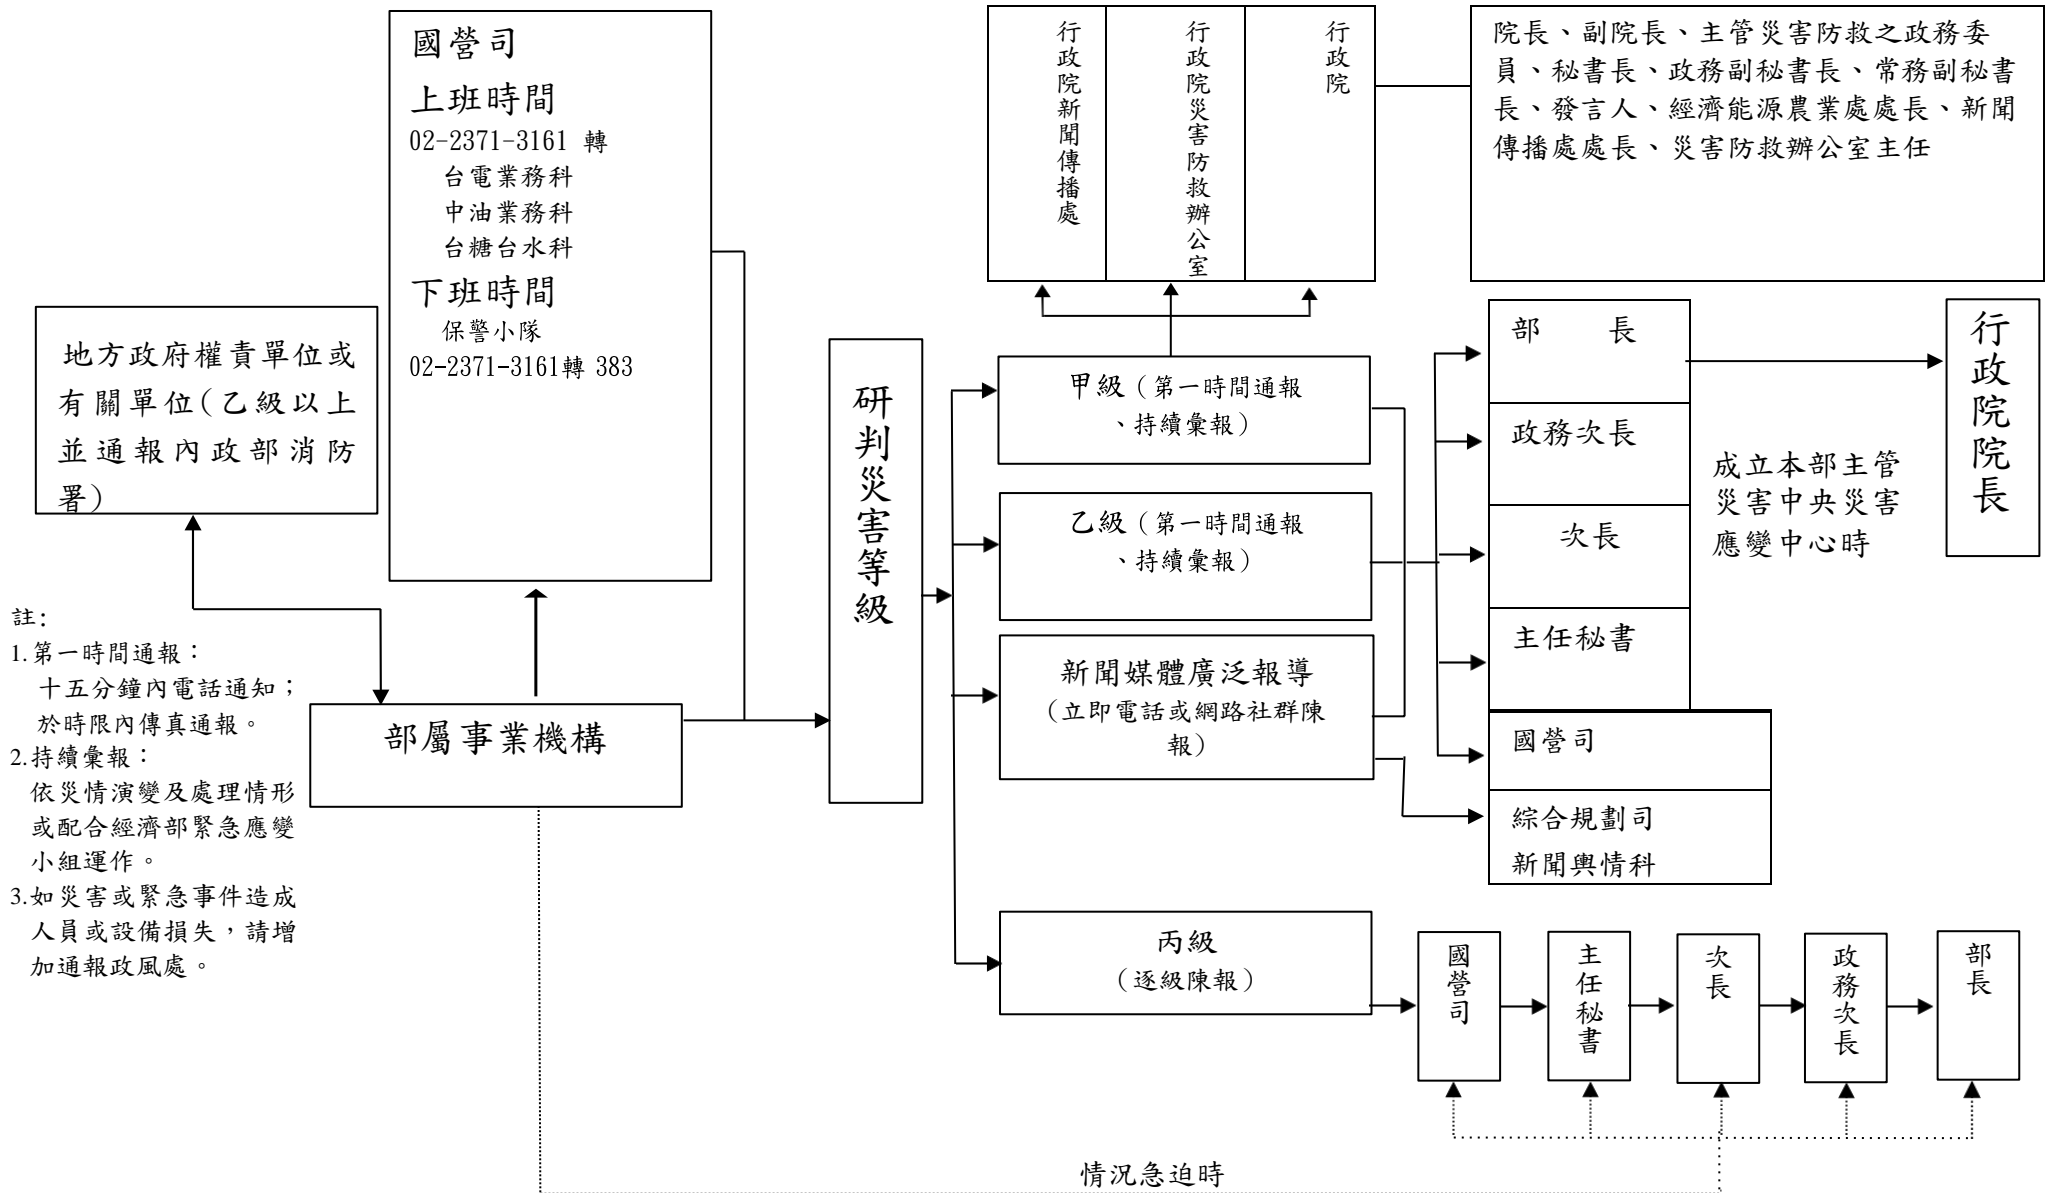 國營司
上班時間
02-2371-3161 轉
台電業務科
中油業務科
台糖台水科
下班時間
保警小隊
02-2371-3161轉 383
地方政府權責單位或
有關單位(乙級以上
並通報內政部消防
署)
部屬事業機構
註:
1.第一時間通報：
十五分鐘內電話通知；
於時限內傳真通報。
2.持續彙報：
依災情演變及處理情形
或配合經濟部緊急應變
小組運作。
3.如災害或緊急事件造成
人員或設備損失，請增
加通報政風處。
研判災害等級
行政院新聞傳播處
行政院災害防救辦公室
行政院
院長、副院長、主管災害防救之政務委
員、秘書長、政務副秘書長、常務副秘書
長、發言人、經濟能源農業處處長、新聞
傳播處處長、災害防救辦公室主任
甲級（第一時間通報
、持續彙報）
乙級（第一時間通報
、持續彙報）
新聞媒體廣泛報導
（立即電話或網路社群陳
報）
丙級
（逐級陳報）
部　　長
政務次長
次長
主任秘書
國營司
綜合規劃司
新聞輿情科
成立本部主管
災害中央災害
應變中心時
行政院院長
國營司
主任秘書
次長
政務次長
部長
情況急迫時